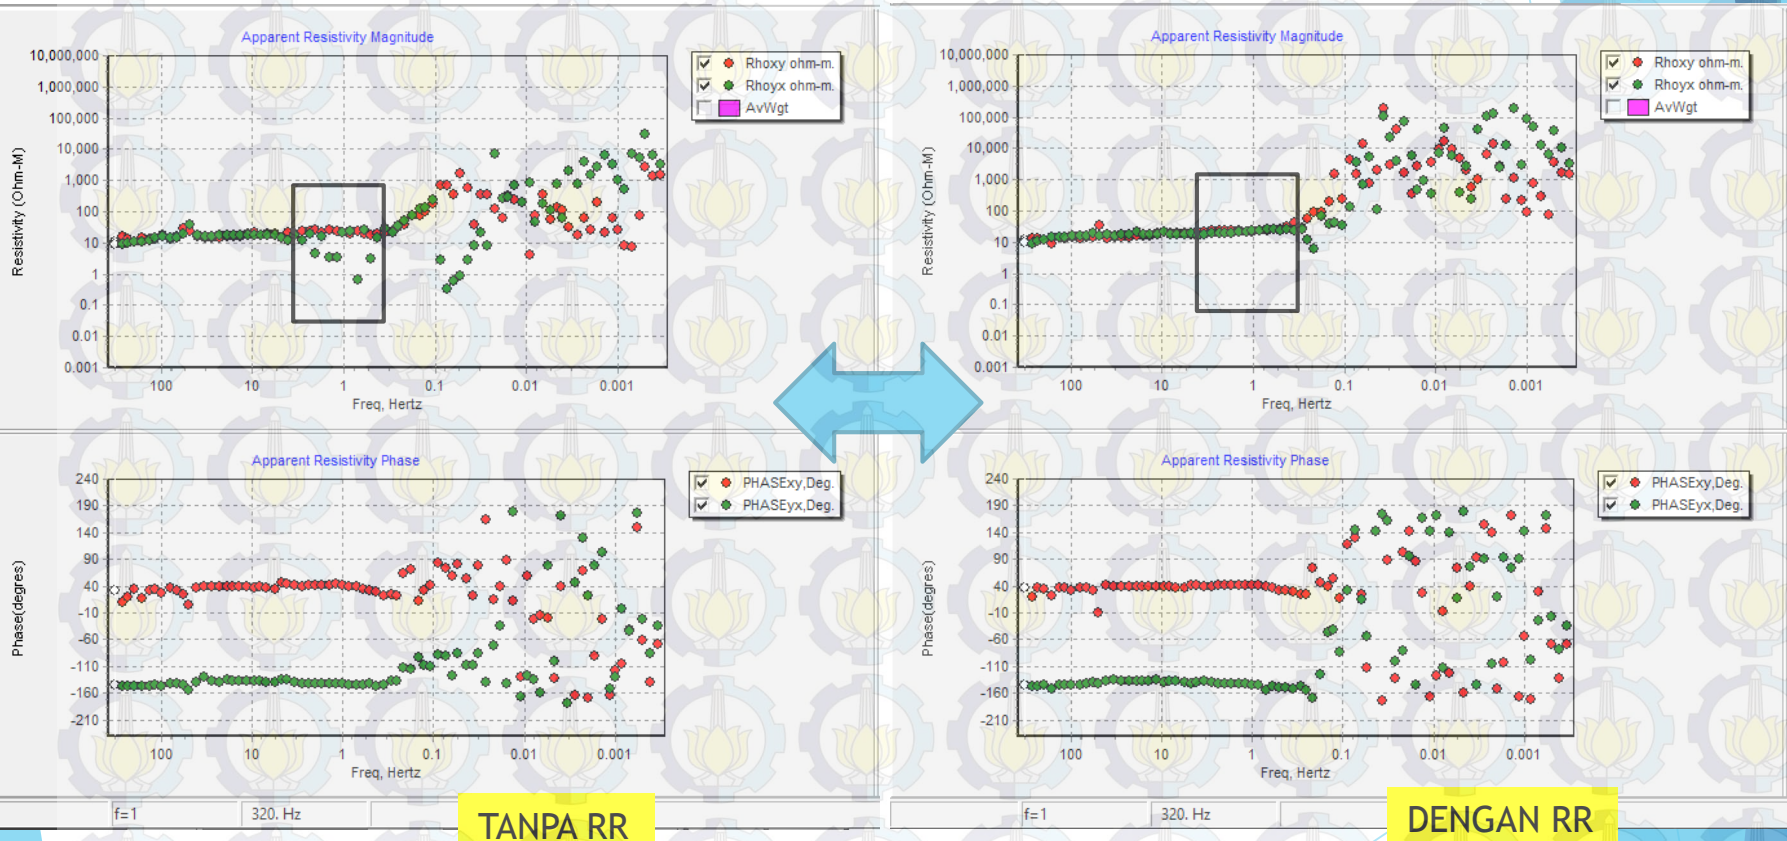 Apparent Resistivity Magnitude
Resistivity (Ohm-M)
10,000,000
1,000,000
100,000
10,000
1,000
100
10
1
0.1
0.01
0.001
100 10 1 0.1 0.01 0.001
Freq, Hertz
Rhoxy ohm-m.
Rhoyx ohm-m.
AvWgt
Apparent Resistivity Phase
Phase(degres)
240
190
140
90
40
-10
-60
-110
-160
-210
100 10 1 0.1 0.01 0.001
Freq, Hertz
PHASExy,Deg.
PHASEyx,Deg.
f=1 320. Hz
TANPA RR
Apparent Resistivity Magnitude
Resistivity (Ohm-M)
10,000,000
1,000,000
100,000
10,000
1,000
100
10
1
0.1
0.01
0.001
100 10 1 0.1 0.01 0.001
Freq, Hertz
Rhoxy ohm-m.
Rhoyx ohm-m.
AvWgt
Apparent Resistivity Phase
Phase(degres)
240
190
140
90
40
-10
-60
-110
-160
-210
100 10 1 0.1 0.01 0.001
Freq, Hertz
PHASExy,Deg.
PHASEyx,Deg.
f=1 320. Hz
DENGAN RR